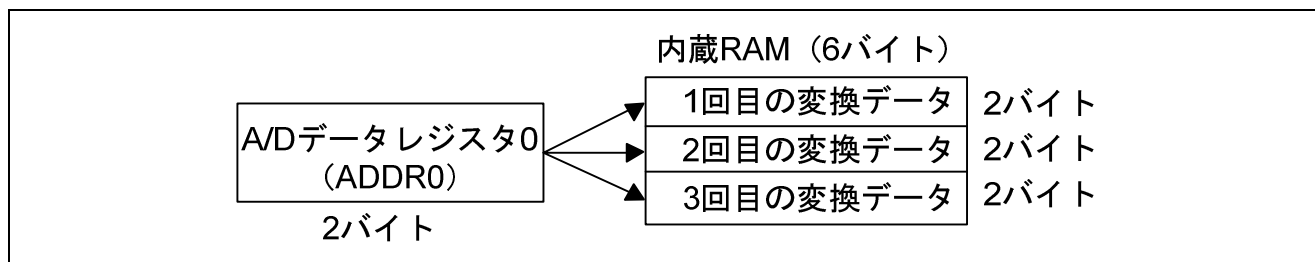 内蔵RAM（6バイト）
A/Dデータレジスタ0
（ADDR0）
2バイト
1回目の変換データ 2バイト
2回目の変換データ 2バイト
3回目の変換データ 2バイト